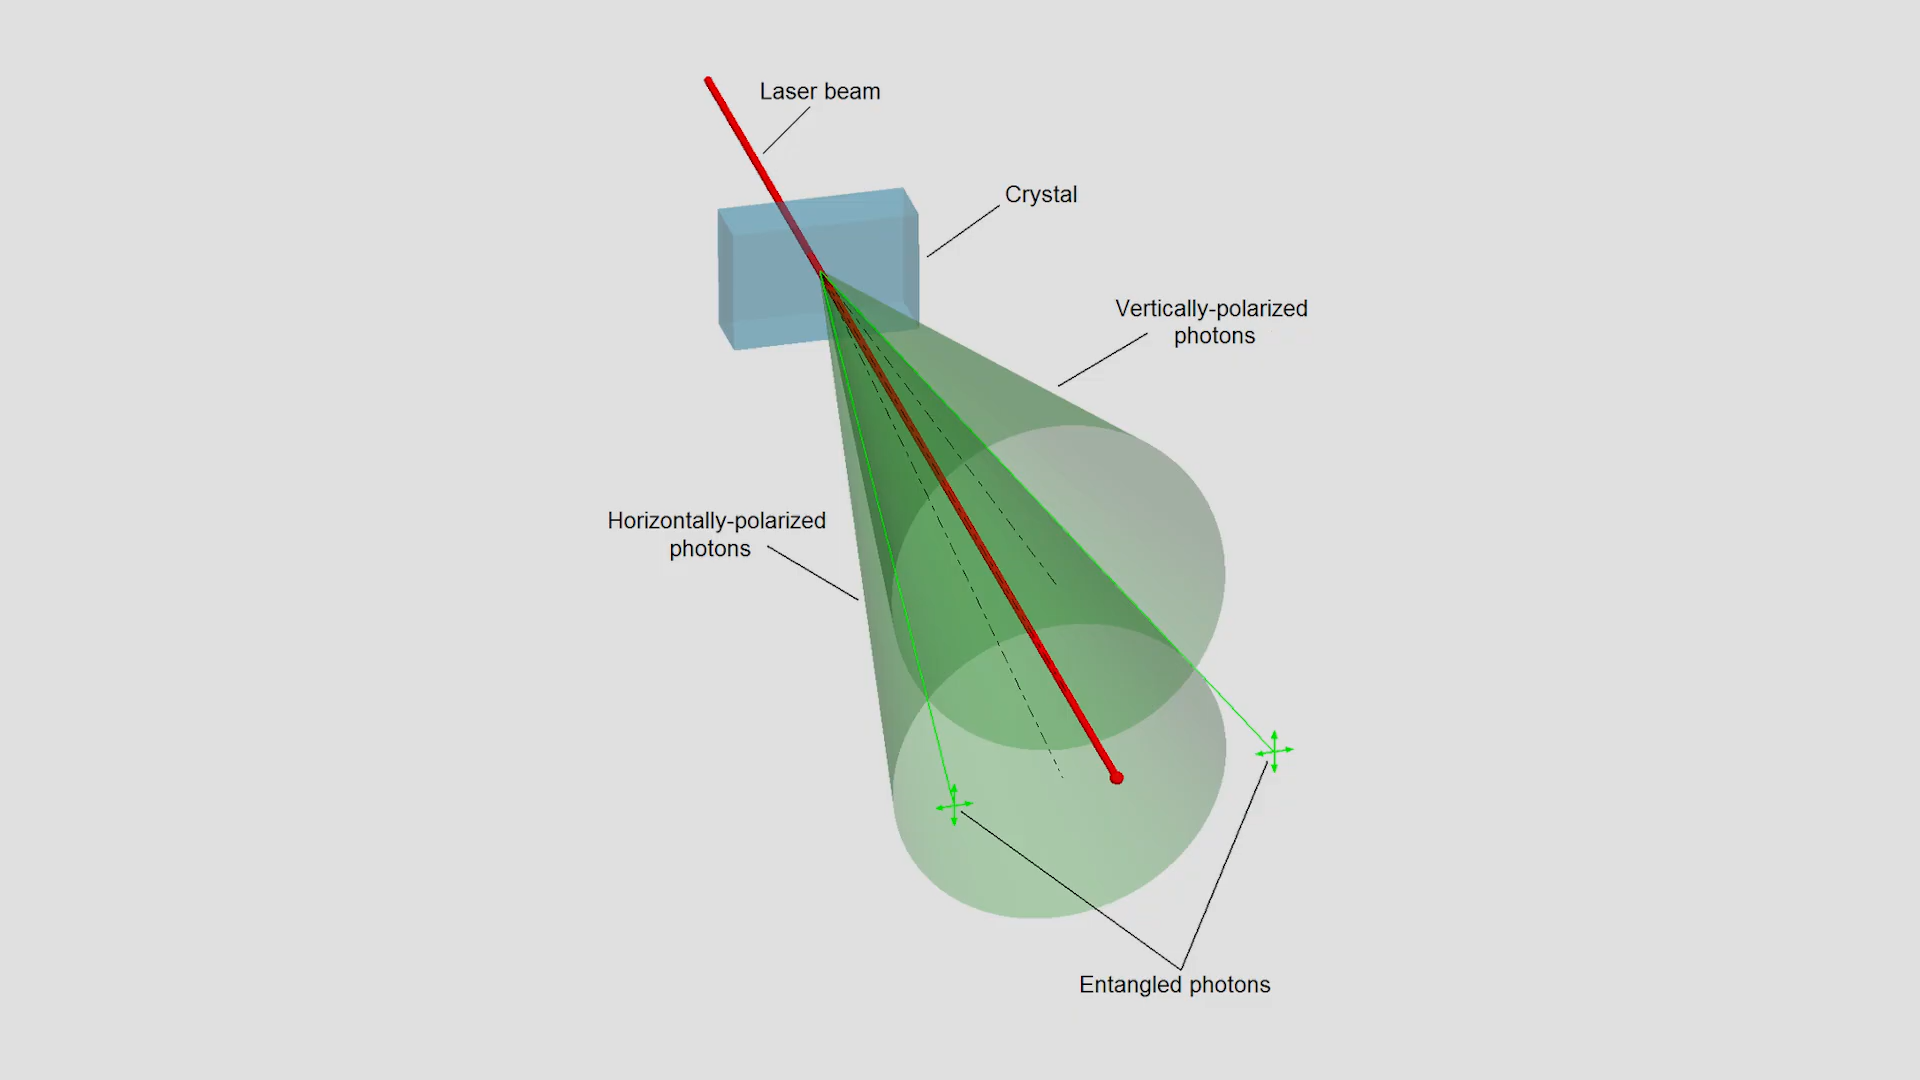 Laser beam
Crystal
Vertically-polarized
photons
Horizontally-polarized
photons
Entangled photons